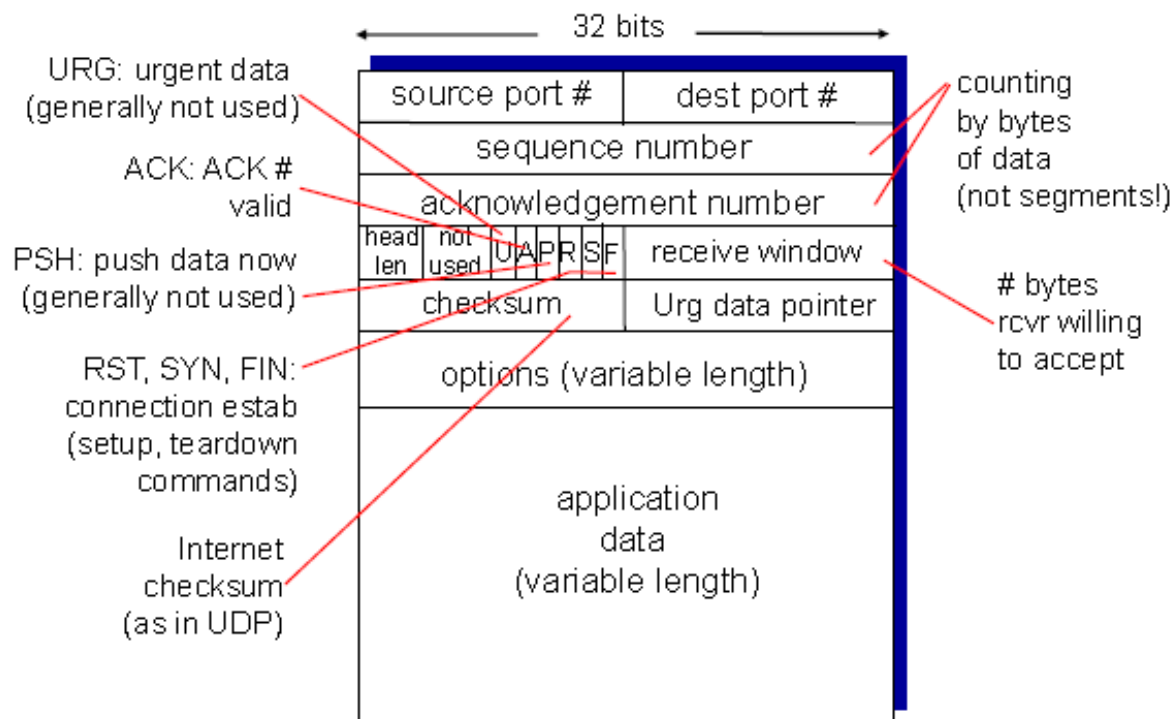 32 bits
URG: urgent data
(generally not used)
ACK: ACK #
valid
PSH: push data now
(generally not used)
RST, SYN, FIN:
connection estab
(setup, teardown
commands)
Internet
checksum
(as in UDP)
source port #
dest port #
sequence number
acknowledgement number
head
len
not
used
U
A
P
R
S
F
receive window
checksum
Urg data pointer
options (variable length)
application
data
(variable length)
counting
by bytes
of data
(not segments!)
# bytes
rcvr willing
to accept